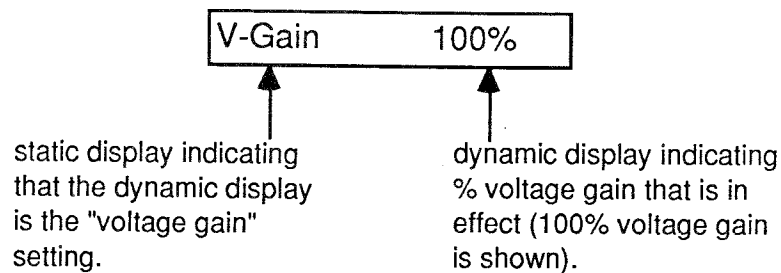 V-Gain 100%
static display indicating
that the dynamic display
is the "voltage gain"
setting.
dynamic display indicating
% voltage gain that is in
effect (100% voltage gain
is shown).